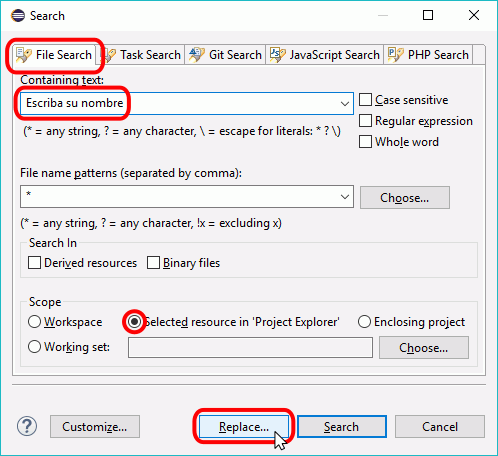 Search
File Search Task Search Git Search JavaScript Search PHP Search
Containing text:
Escriba su nombre
Case sensitive
(* = any string, ? = any character, \ = escape for literals: * ? \)
Regular expression
Whole word
File name patterns (separated by comma):
* Choose...
(* = any string, ? = any character, !x = excluding x)
Search In
Derived resources Binary files
Scope
Workspace Selected resource in 'Project Explorer' Enclosing project
Working set: Choose...
? Customize... Replace... Search Cancel